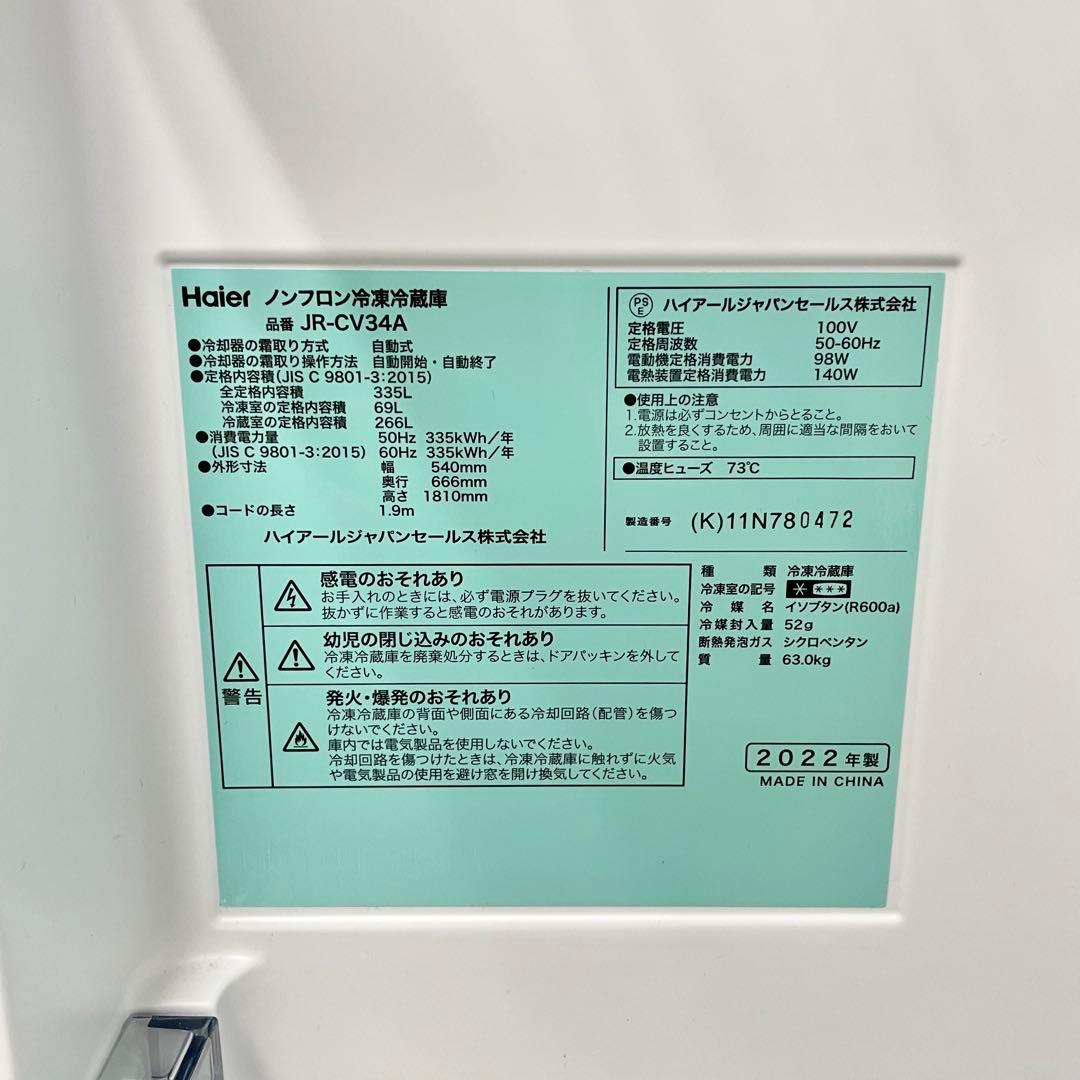 Haier ノンフロン冷凍冷蔵庫
品番 JR-CV34A
●冷却器の霜取り方式 自動式
●冷却器の霜取り操作方法 自動開始・自動終了
●定格内容積(JIS C 9801-3:2015)
全定格内容積 335L
冷凍室の定格内容積 69L
冷蔵室の定格内容積 266L
●消費電力量 50Hz 335kWh/年
(JIS C 9801-3:2015) 60Hz 335kWh/年
●外形寸法 幅 540mm
奥行 666mm
高さ 1810mm
●コードの長さ 1.9m
ハイアールジャパンセールス株式会社
PSE ハイアールジャパンセールス株式会社
定格電圧 100V
定格周波数 50-60Hz
電動機定格消費電力 98W
電熱装置定格消費電力 140W
●使用上の注意
1.電源は必ずコンセントからとること。
2.放熱を良くするため、周囲に適当な間隔をおいて
設置すること。
●温度ヒューズ 73℃
製造番号 (K)11N780472
警告
感電のおそれあり
お手入れのときには、必ず電源プラグを抜いてください。
抜かずに作業すると感電のおそれがあります。
幼児の閉じ込みのおそれあり
冷凍冷蔵庫を廃棄処分するときは、ドアパッキンを外して
ください。
発火・爆発のおそれあり
冷凍冷蔵庫の背面や側面にある冷却回路(配管)を傷つ
けないでください。
庫内では電気製品を使用しないでください。
冷却回路を傷つけたときは、冷凍冷蔵庫に触れずに火気
や電気製品の使用を避け窓を開け換気してください。
種類 冷凍冷蔵庫
冷凍室の記号 * ***
冷媒名 イソブタン(R600a)
冷媒封入量 52g
断熱発泡ガス シクロペンタン
質量 63.0kg
2022年製
MADE IN CHINA